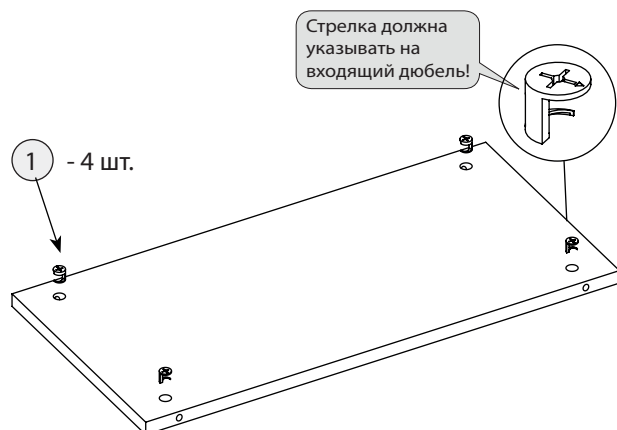 Стрелка должна
указывать на
входящий дюбель!
1 - 4 шт.